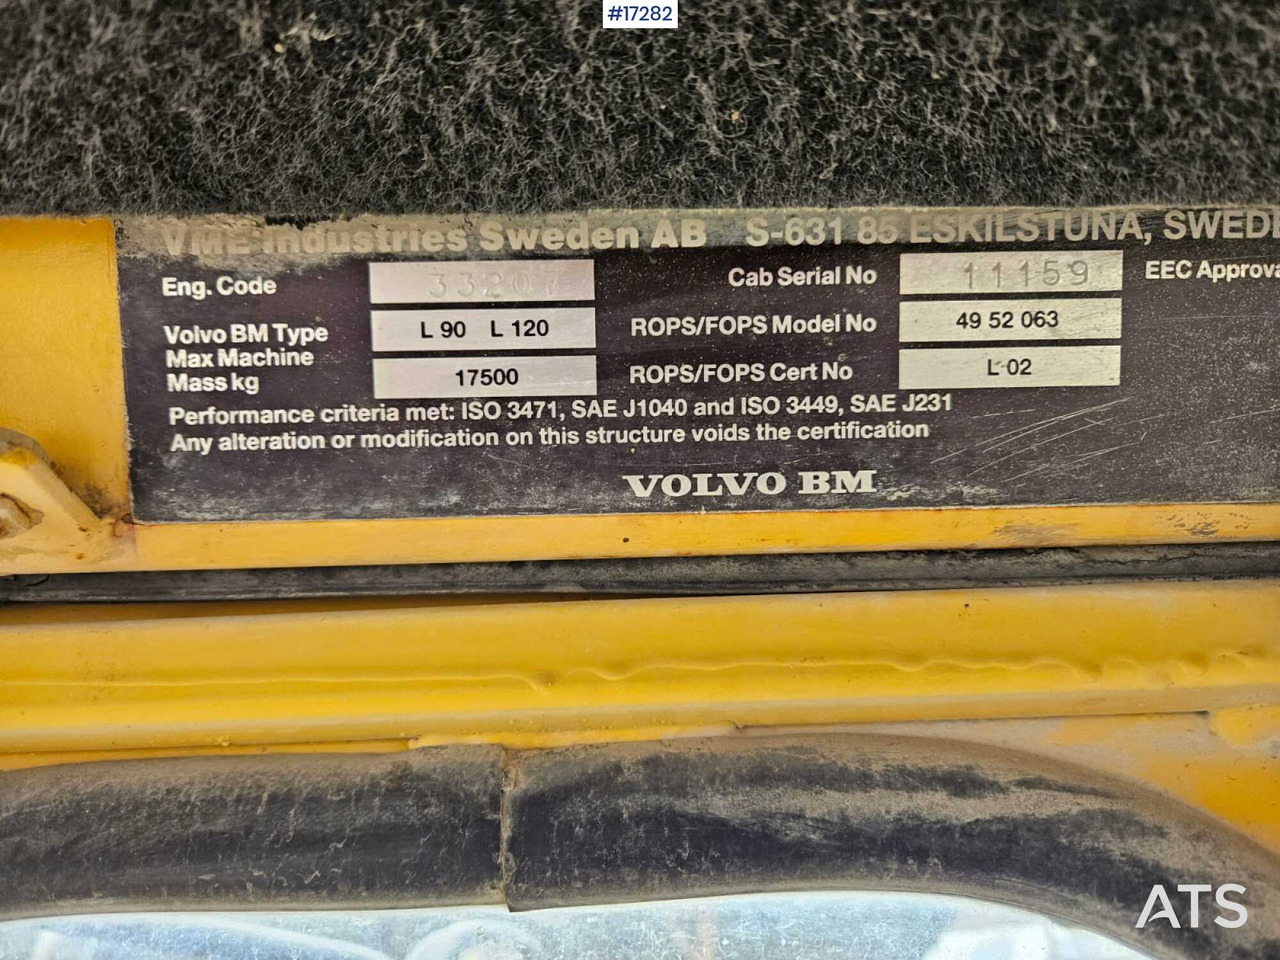 #17282
VME Industries Sweden AB S-631 85 ESKILSTUNA, SWEDE
Eng. Code 33207 Cab Serial No 11159 EEC Approva
Volvo BM Type L 90 L 120 ROPS/FOPS Model No 49 52 063
Max Machine
Mass kg 17500 ROPS/FOPS Cert No L-02
Performance criteria met: ISO 3471, SAE J1040 and ISO 3449, SAE J231
Any alteration or modification on this structure voids the certification
VOLVO BM
ATS